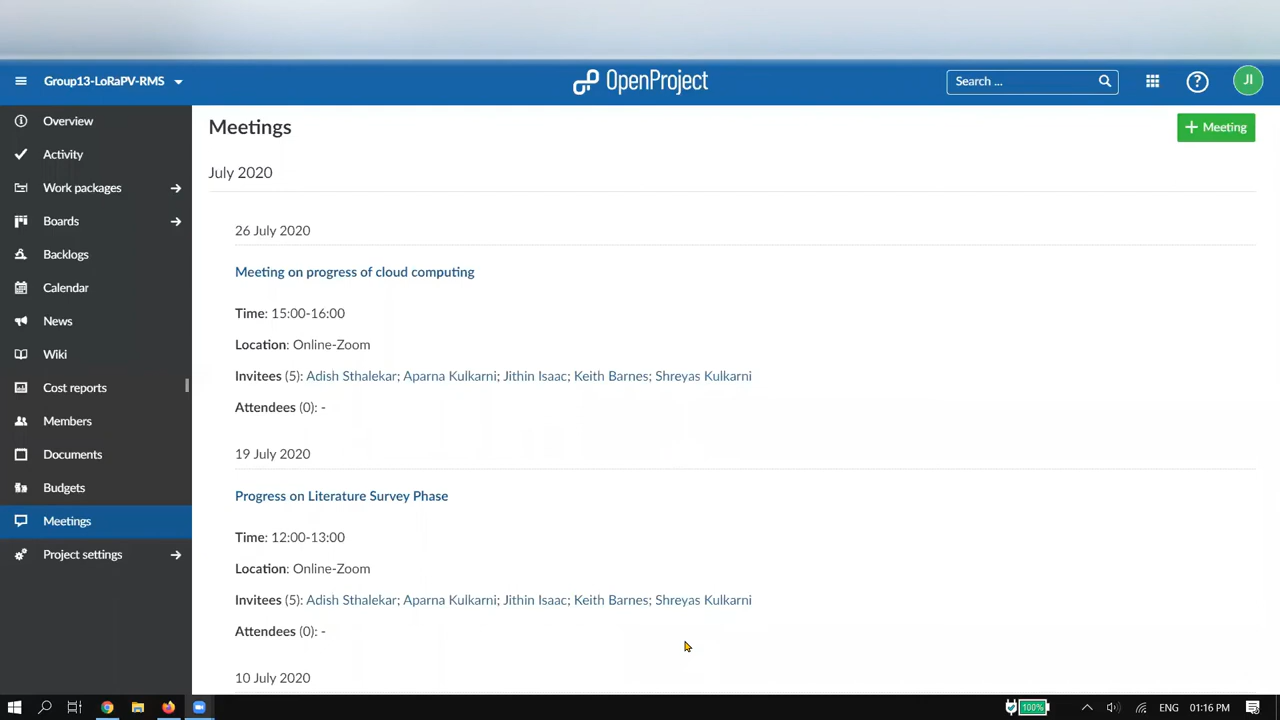 Group13-LoRaPV-RMS
OpenProject
Search ...
JI
Overview
Activity
Work packages
Boards
Backlogs
Calendar
News
Wiki
Cost reports
Members
Documents
Budgets
Meetings
Project settings
Meetings
+ Meeting
July 2020
26 July 2020
Meeting on progress of cloud computing
Time: 15:00-16:00
Location: Online-Zoom
Invitees (5): Adish Sthalekar; Aparna Kulkarni; Jithin Isaac; Keith Barnes; Shreyas Kulkarni
Attendees (0): -
19 July 2020
Progress on Literature Survey Phase
Time: 12:00-13:00
Location: Online-Zoom
Invitees (5): Adish Sthalekar; Aparna Kulkarni; Jithin Isaac; Keith Barnes; Shreyas Kulkarni
Attendees (0): -
10 July 2020
100% ENG 01:16 PM